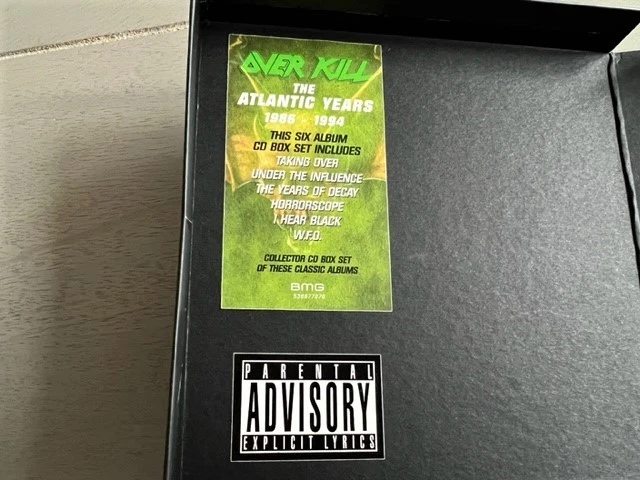 OVER KILL
THE
ATLANTIC YEARS
1986 - 1994
THIS SIX ALBUM
CD BOX SET INCLUDES
TAKING OVER
UNDER THE INFLUENCE
THE YEARS OF DECAY
HORRORSCOPE
I HEAR BLACK
W.F.O.
COLLECTOR CD BOX SET
OF THESE CLASSIC ALBUMS
BMG
538677076
PARENTAL
ADVISORY
EXPLICIT LYRICS